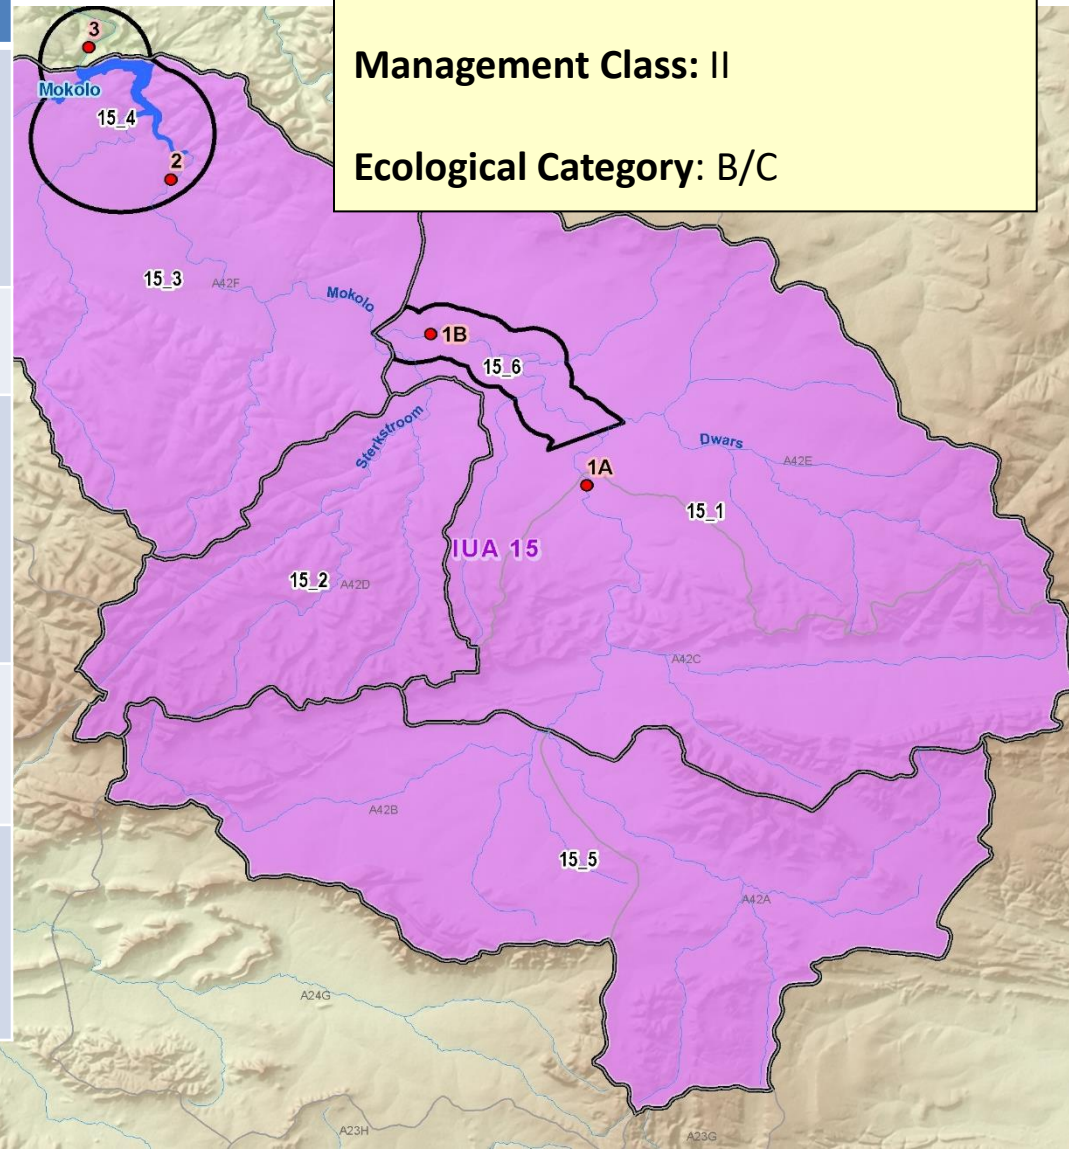 Management Class: II
Ecological Category: B/C
3
Mokolo
15_4
2
15_3
A42F
Mokolo
1B
15_6
Sterkstroom
Dwars
A42E
1A
15_1
IUA 15
15_2
A42D
A42C
A42B
15_5
A42A
A24G
A23H
A23G